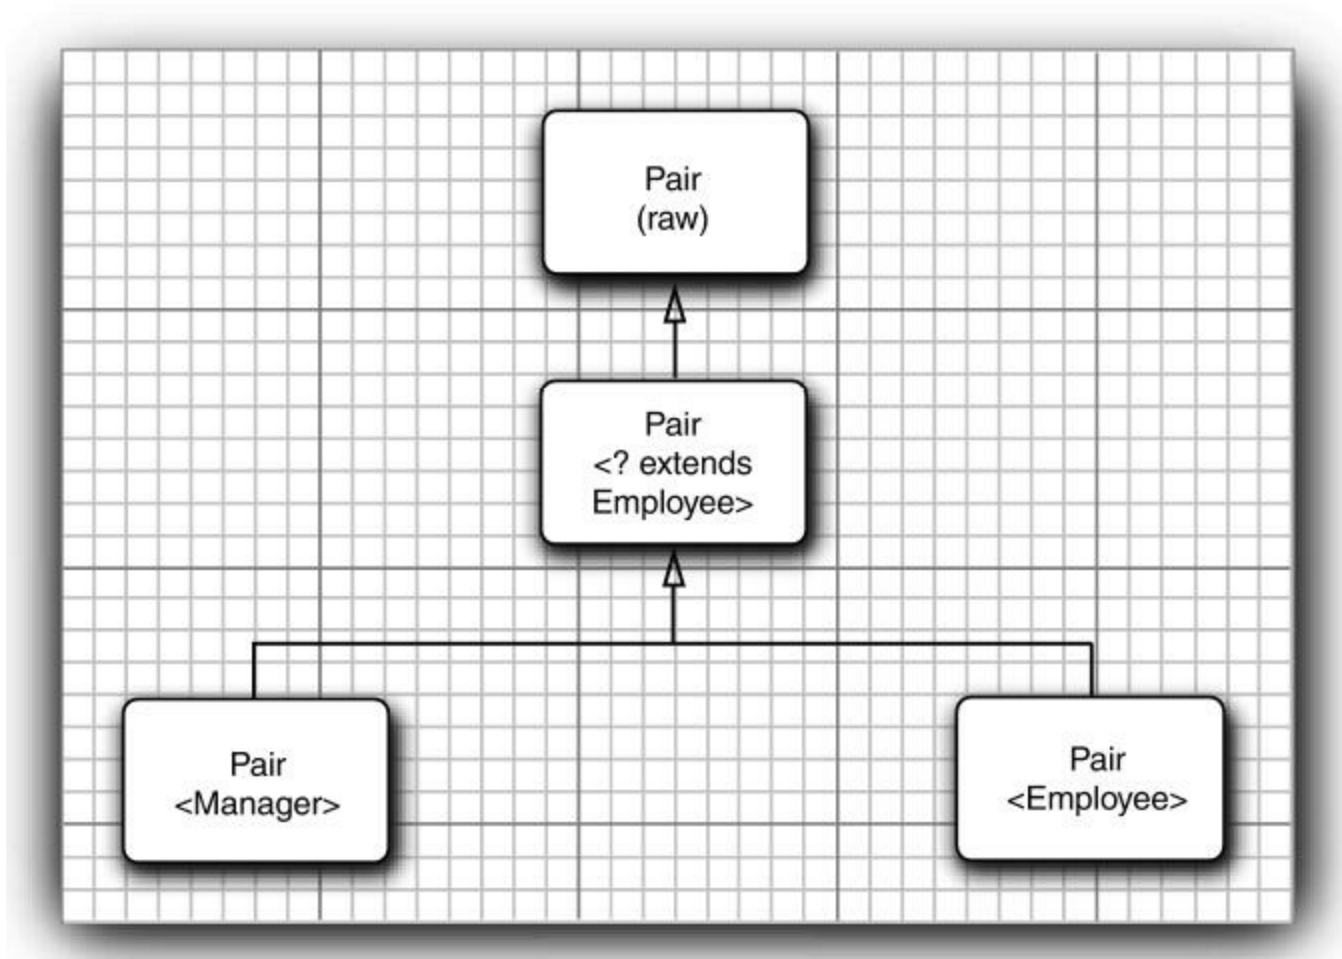 Pair
(raw)
Pair
<? extends
Employee>
Pair
<Manager>
Pair
<Employee>